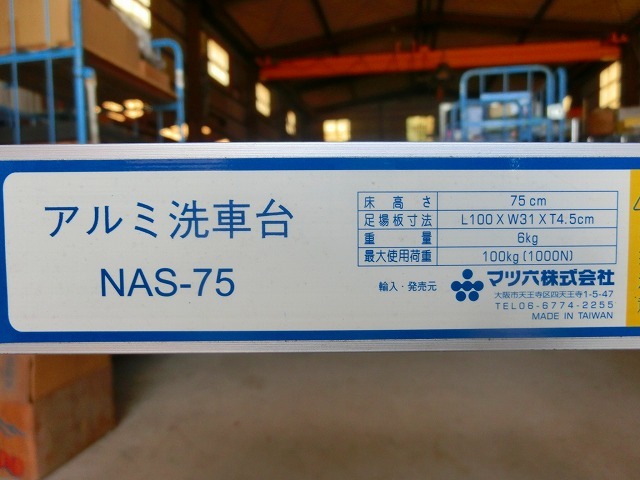 アルミ洗車台
NAS-75
床高さ 75cm
足場板寸法 L100XW31XT4.5cm
重量 6kg
最大使用荷重 100kg(1000N)
輸入・発売元 マツ六株式会社
大阪市天王寺区四天王寺1-5-47
TEL06-6774-2255
MADE IN TAIWAN